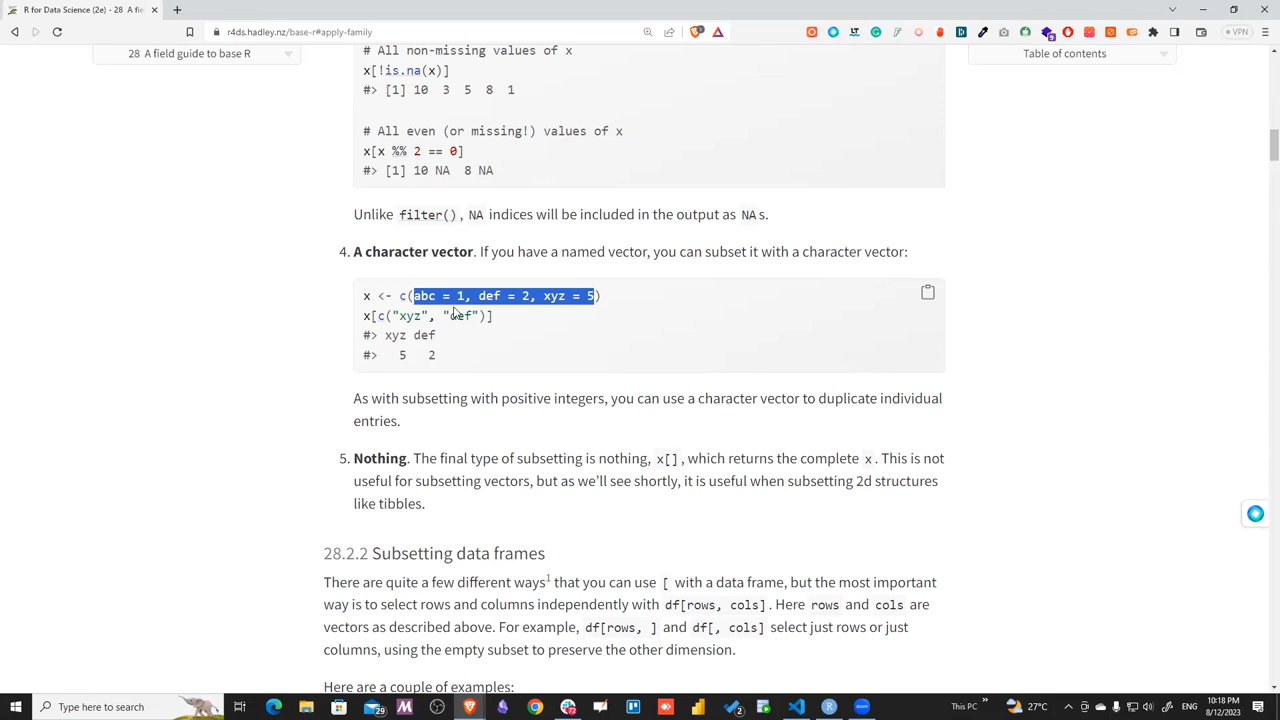 R for Data Science (2e) - 28 A fiel
r4ds.hadley.nz/base-r#apply-family
VPN
28 A field guide to base R
Table of contents
# All non-missing values of x
x[!is.na(x)]
#> [1] 10 3 5 8 1
# All even (or missing!) values of x
x[x %% 2 == 0]
#> [1] 10 NA 8 NA
Unlike filter(), NA indices will be included in the output as NAs.
4. A character vector. If you have a named vector, you can subset it with a character vector:
x <- c(abc = 1, def = 2, xyz = 5)
x[c("xyz", "def")]
#> xyz def
#> 5 2
As with subsetting with positive integers, you can use a character vector to duplicate individual
entries.
5. Nothing. The final type of subsetting is nothing, x[], which returns the complete x. This is not
useful for subsetting vectors, but as we’ll see shortly, it is useful when subsetting 2d structures
like tibbles.
28.2.2 Subsetting data frames
There are quite a few different ways1 that you can use [ with a data frame, but the most important
way is to select rows and columns independently with df[rows, cols]. Here rows and cols are
vectors as described above. For example, df[rows, ] and df[, cols] select just rows or just
columns, using the empty subset to preserve the other dimension.
Here are a couple of examples:
Type here to search
29
2
This PC
27°C
10:18 PM
8/12/2023